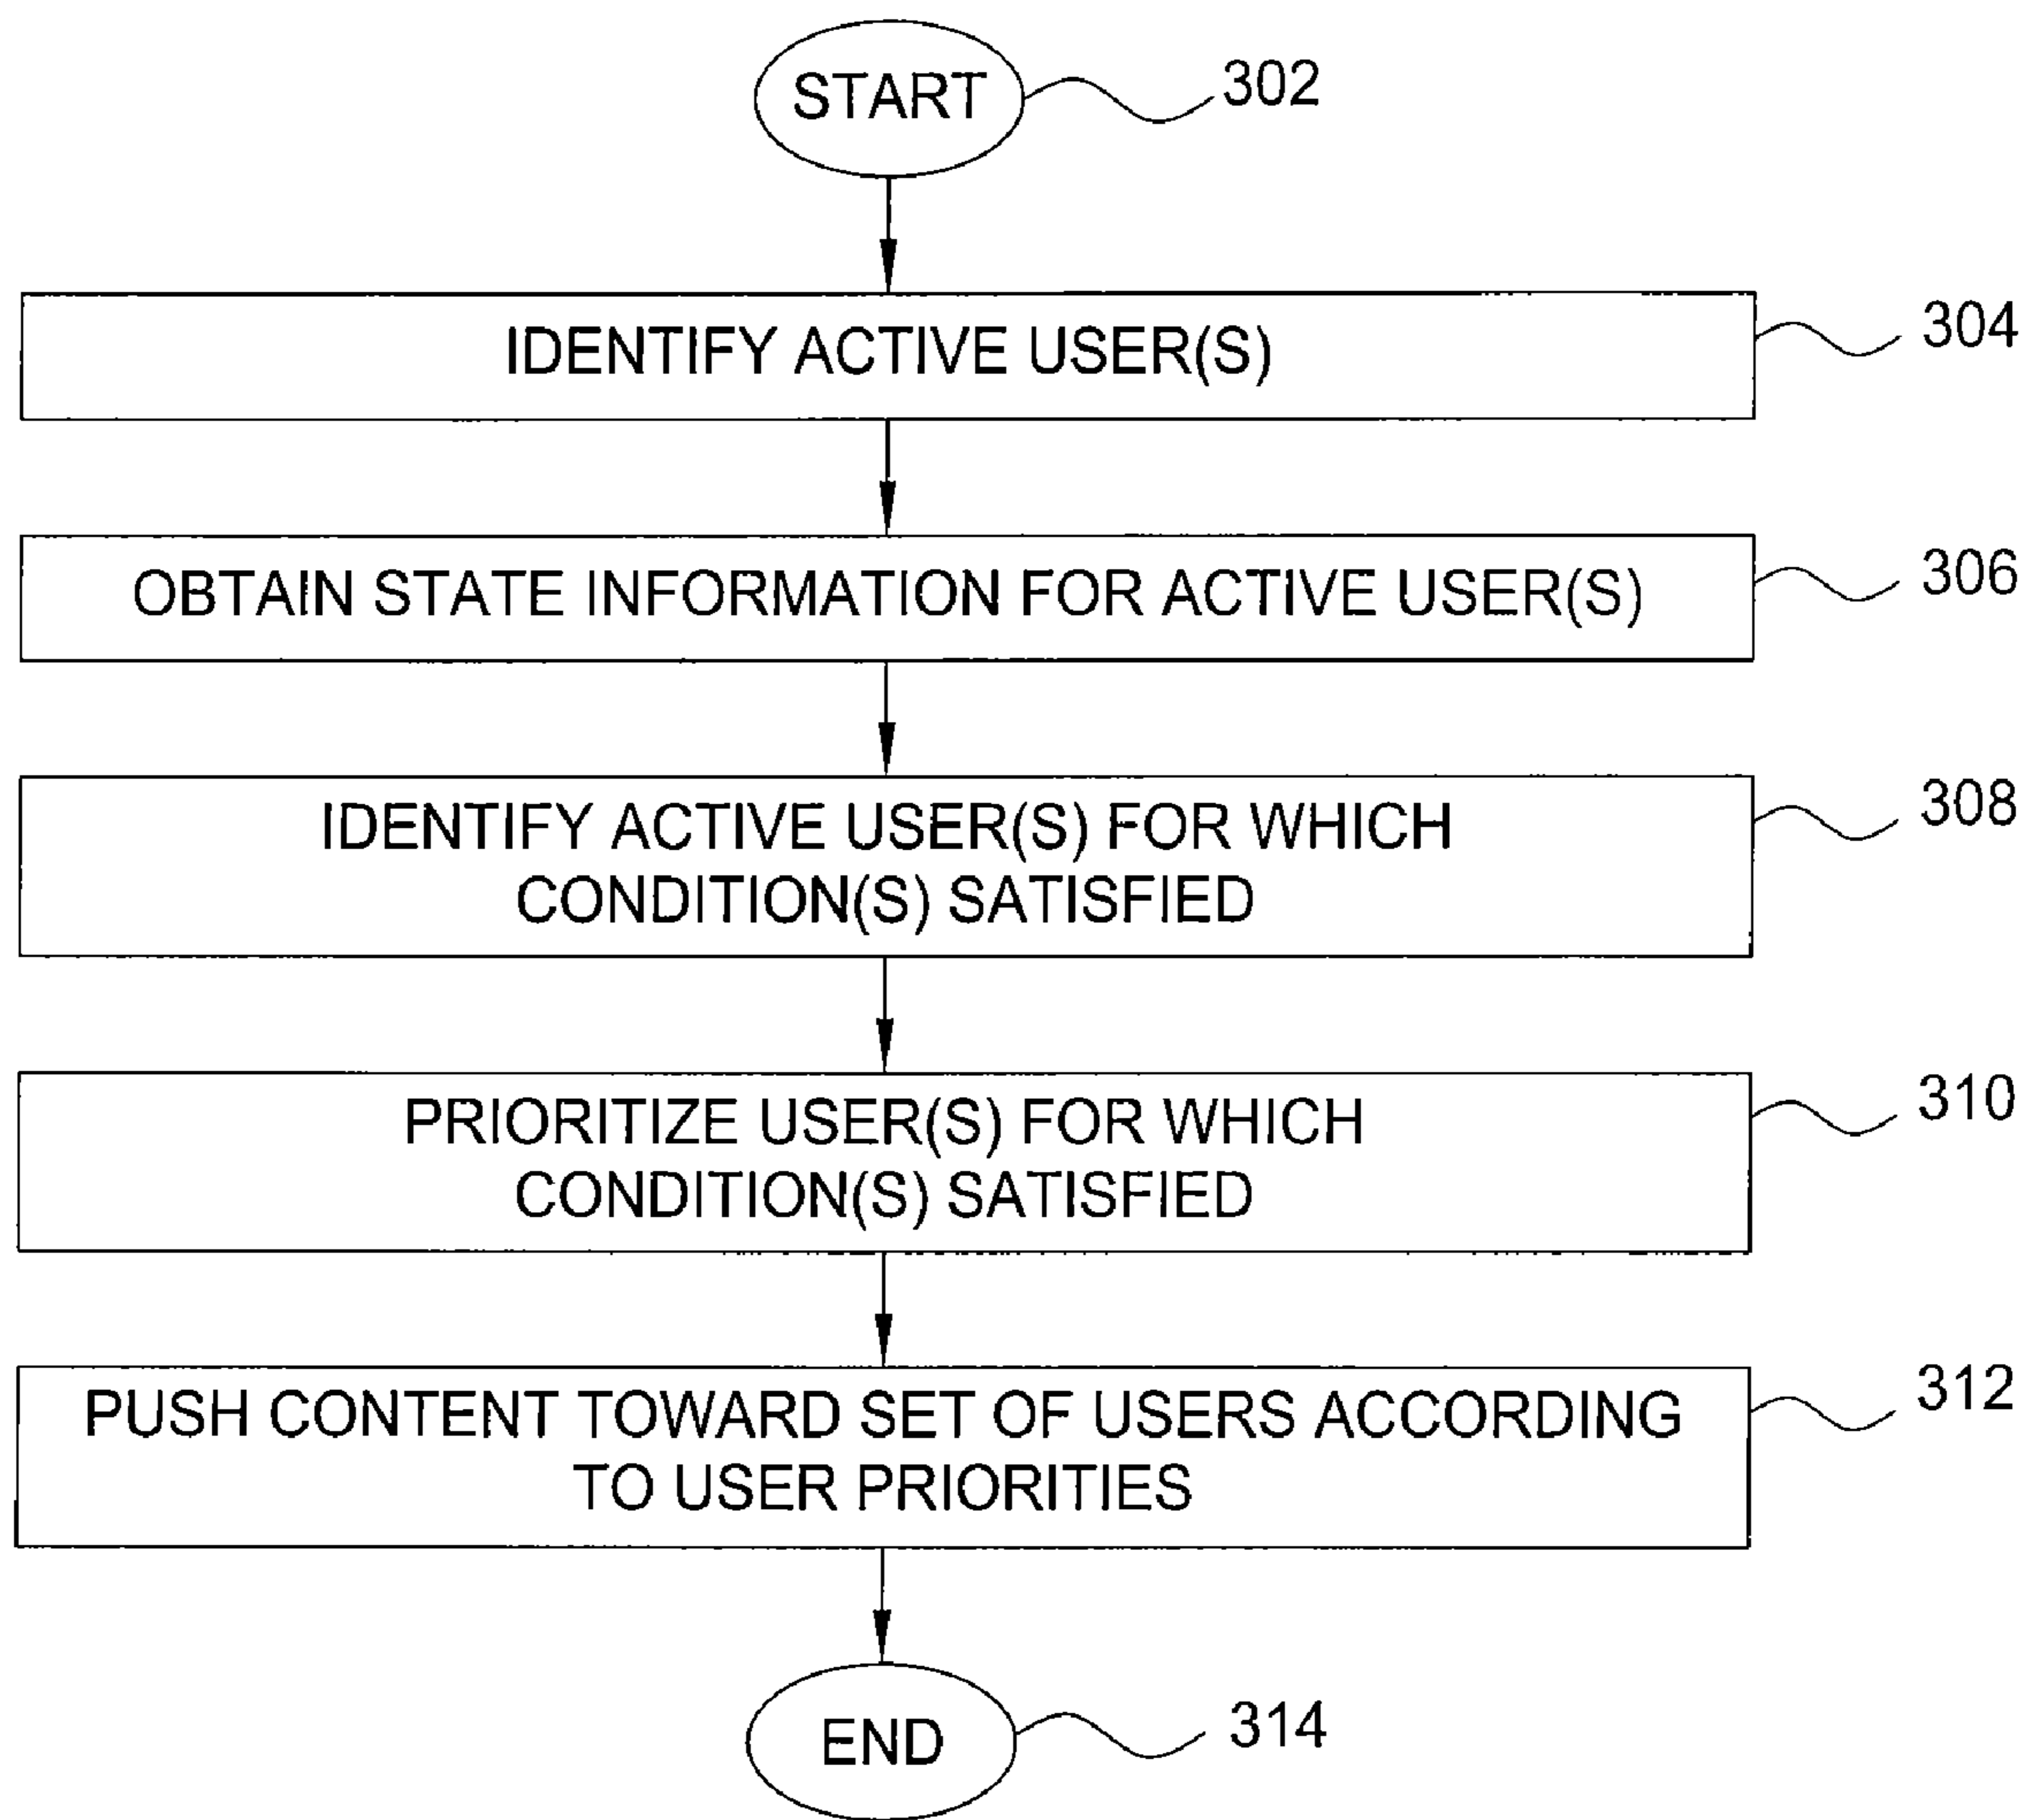 START
302
IDENTIFY ACTIVE USER(S)
304
OBTAIN STATE INFORMATION FOR ACTIVE USER(S)
306
IDENTIFY ACTIVE USER(S) FOR WHICH
CONDITION(S) SATISFIED
308
PRIORITIZE USER(S) FOR WHICH
CONDITION(S) SATISFIED
310
PUSH CONTENT TOWARD SET OF USERS ACCORDING
TO USER PRIORITIES
312
END
314